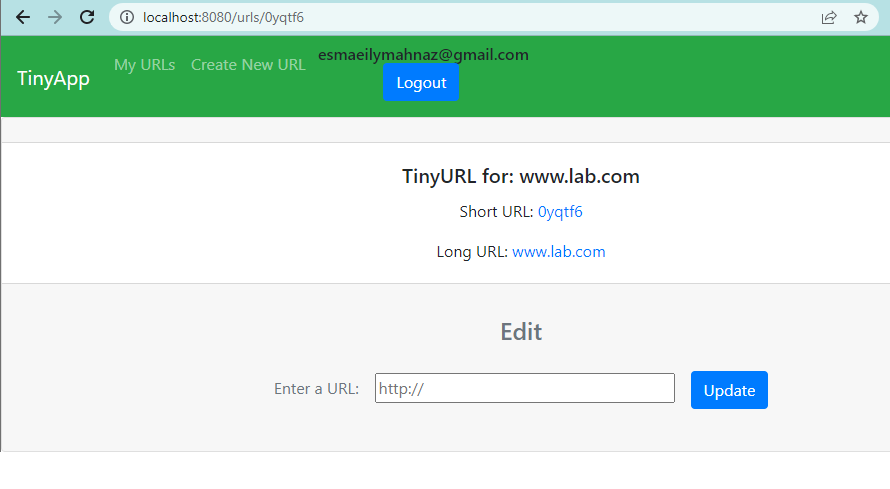 localhost:8080/urls/0yqtf6
TinyApp My URLs Create New URL esmaeilymahnaz@gmail.com
Logout
TinyURL for: www.lab.com
Short URL: 0yqtf6
Long URL: www.lab.com
Edit
Enter a URL: http:// Update